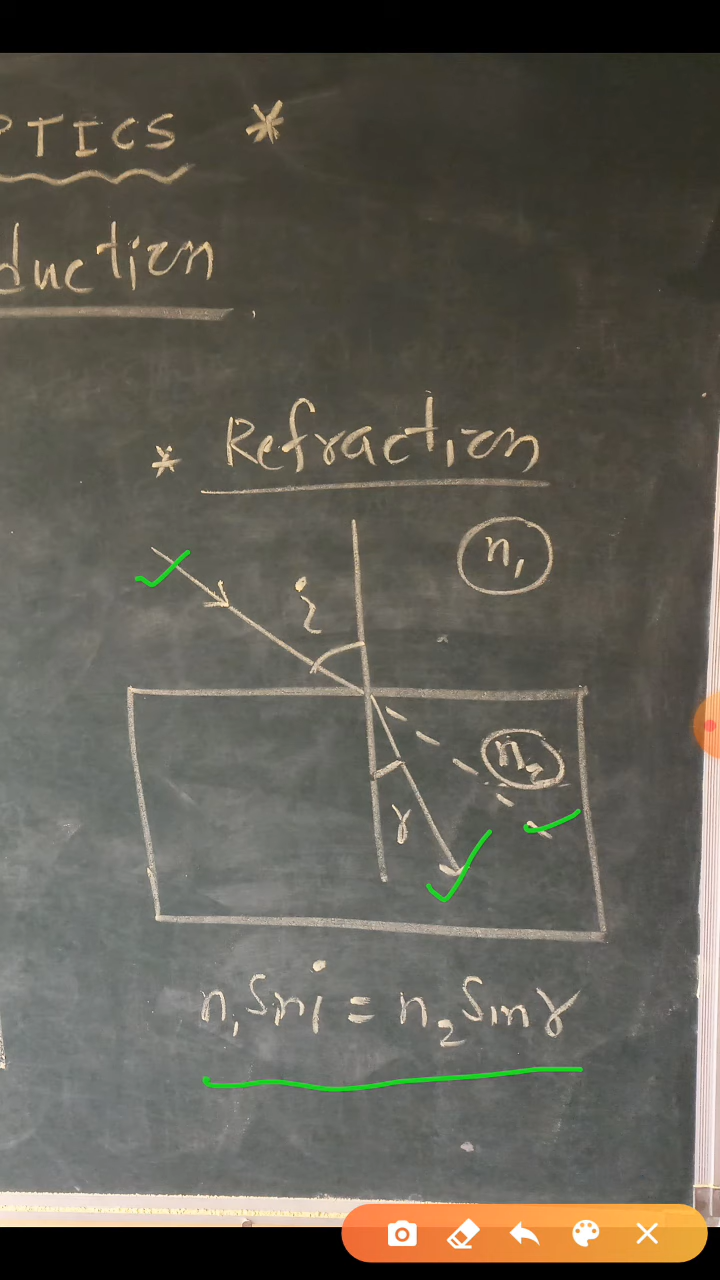 PTICS *
duction
* Refraction
n₁
i
n₂
r
n₁ Sin i = n₂ Sin r